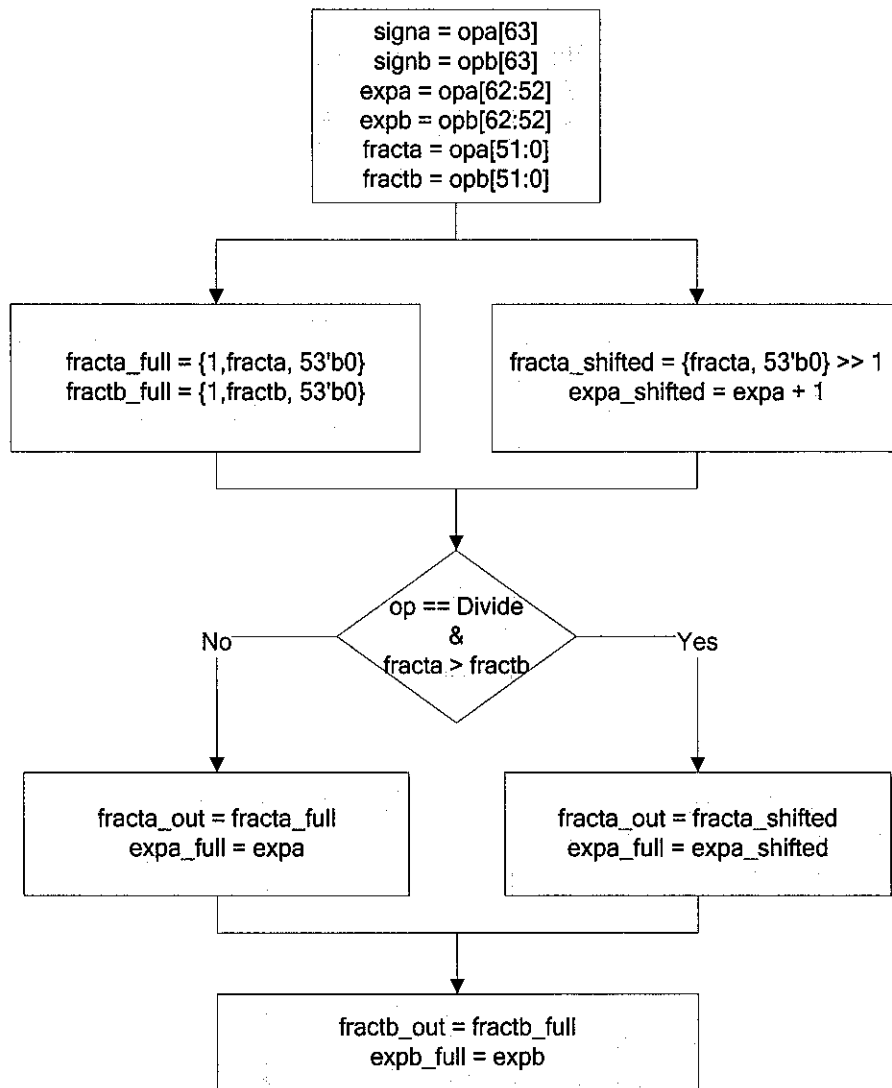 signa = opa[63]
signb = opb[63]
expa = opa[62:52]
expb = opb[62:52]
fracta = opa[51:0]
fractb = opb[51:0]
fracta_full = {1,fracta, 53'b0}
fractb_full = {1,fractb, 53'b0}
fracta_shifted = {fracta, 53'b0} >> 1
expa_shifted = expa + 1
op == Divide
&
fracta > fractb
No
Yes
fracta_out = fracta_full
expa_full = expa
fracta_out = fracta_shifted
expa_full = expa_shifted
fractb_out = fractb_full
expb_full = expb